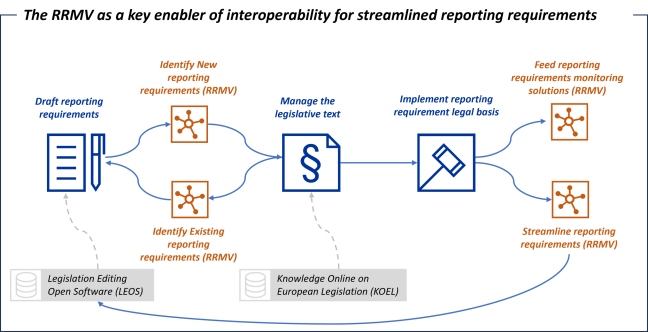 The RRMV as a key enabler of interoperability for streamlined reporting requirements
Identify New
reporting
requirements (RRMV)
Feed reporting
requirements monitoring
solutions (RRMV)
Draft reporting
requirements
Manage the
legislative text
Implement reporting
requirement legal basis
§
Identify Existing
reporting
requirements (RRMV)
Streamline reporting
requirements (RRMV)
Legislation Editing
Open Software (LEOS)
Knowledge Online on
European Legislation (KOEL)